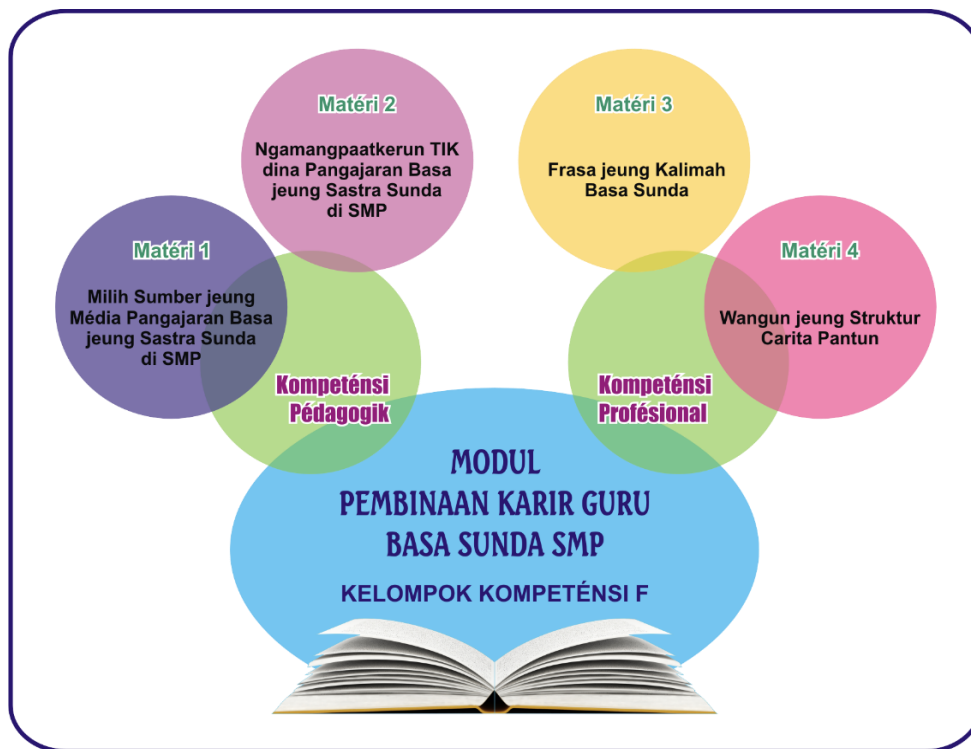 Matéri 1
Milih Sumber jeung
Média Pangajaran Basa
jeung Sastra Sunda
di SMP
Matéri 2
Ngamangpaatkerun TIK
dina Pangajaran Basa
jeung Sastra Sunda
di SMP
Matéri 3
Frasa jeung Kalimah
Basa Sunda
Matéri 4
Wangun jeung Struktur
Carita Pantun
Kompeténsi
Pédagogik
Kompeténsi
Profésional
MODUL
PEMBINAAN KARIR GURU
BASA SUNDA SMP
KELOMPOK KOMPETÉNSI F